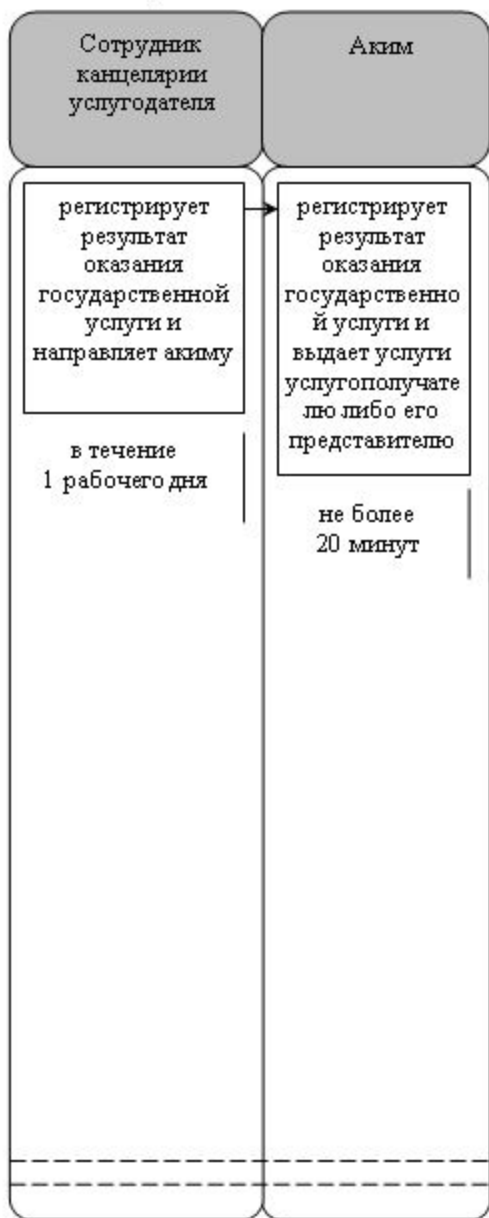 Сотрудник
канцелярии
услугодателя
Аким
регистрирует
результат
оказания
государственной
услуги и
направляет акиму
в течение
1 рабочего дня
регистрирует
результат
оказания
государственно
й услуги и
выдает услуги
услугополучате
лю либо его
представителю
не более
20 минут